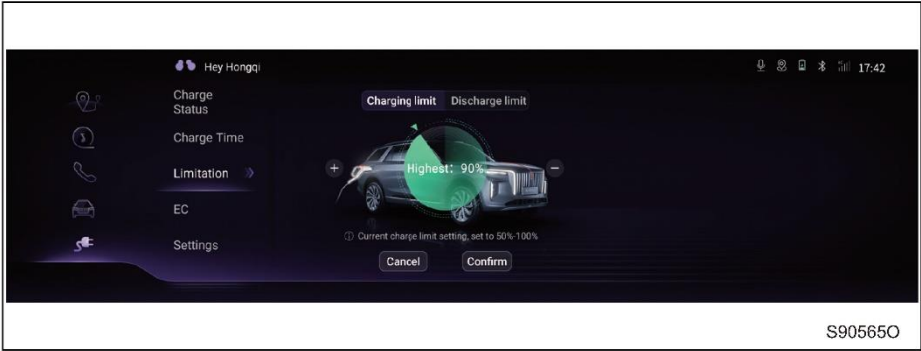 Hey Hongqi
17:42
Charge
Status
Charge Time
Limitation
EC
Settings
Charging limit Discharge limit
+ Highest: 90% -
Current charge limit setting, set to 50%-100%
Cancel Confirm
S90565O